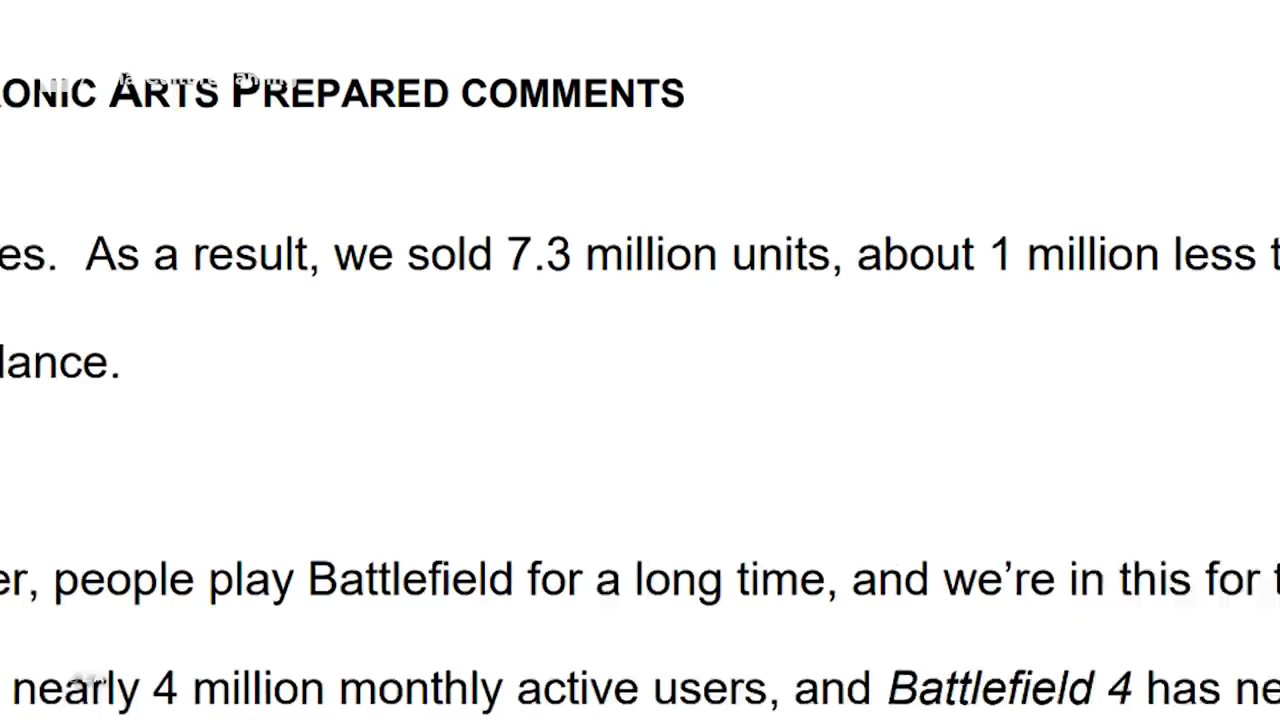 ONIC ARTS PREPARED COMMENTS
es. As a result, we sold 7.3 million units, about 1 million less t
lance.
er, people play Battlefield for a long time, and we're in this for t
nearly 4 million monthly active users, and Battlefield 4 has ne